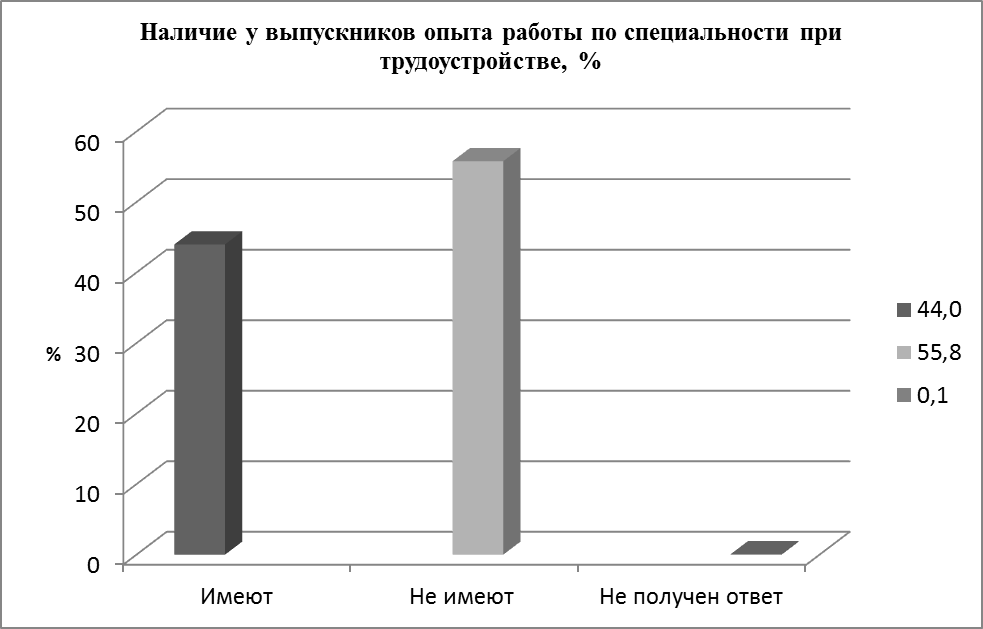 Наличие у выпускников опыта работы по специальности при
трудоустройстве, %
60
50
40
%
30
20
10
0
Имеют
Не имеют
Не получен ответ
44,0
55,8
0,1